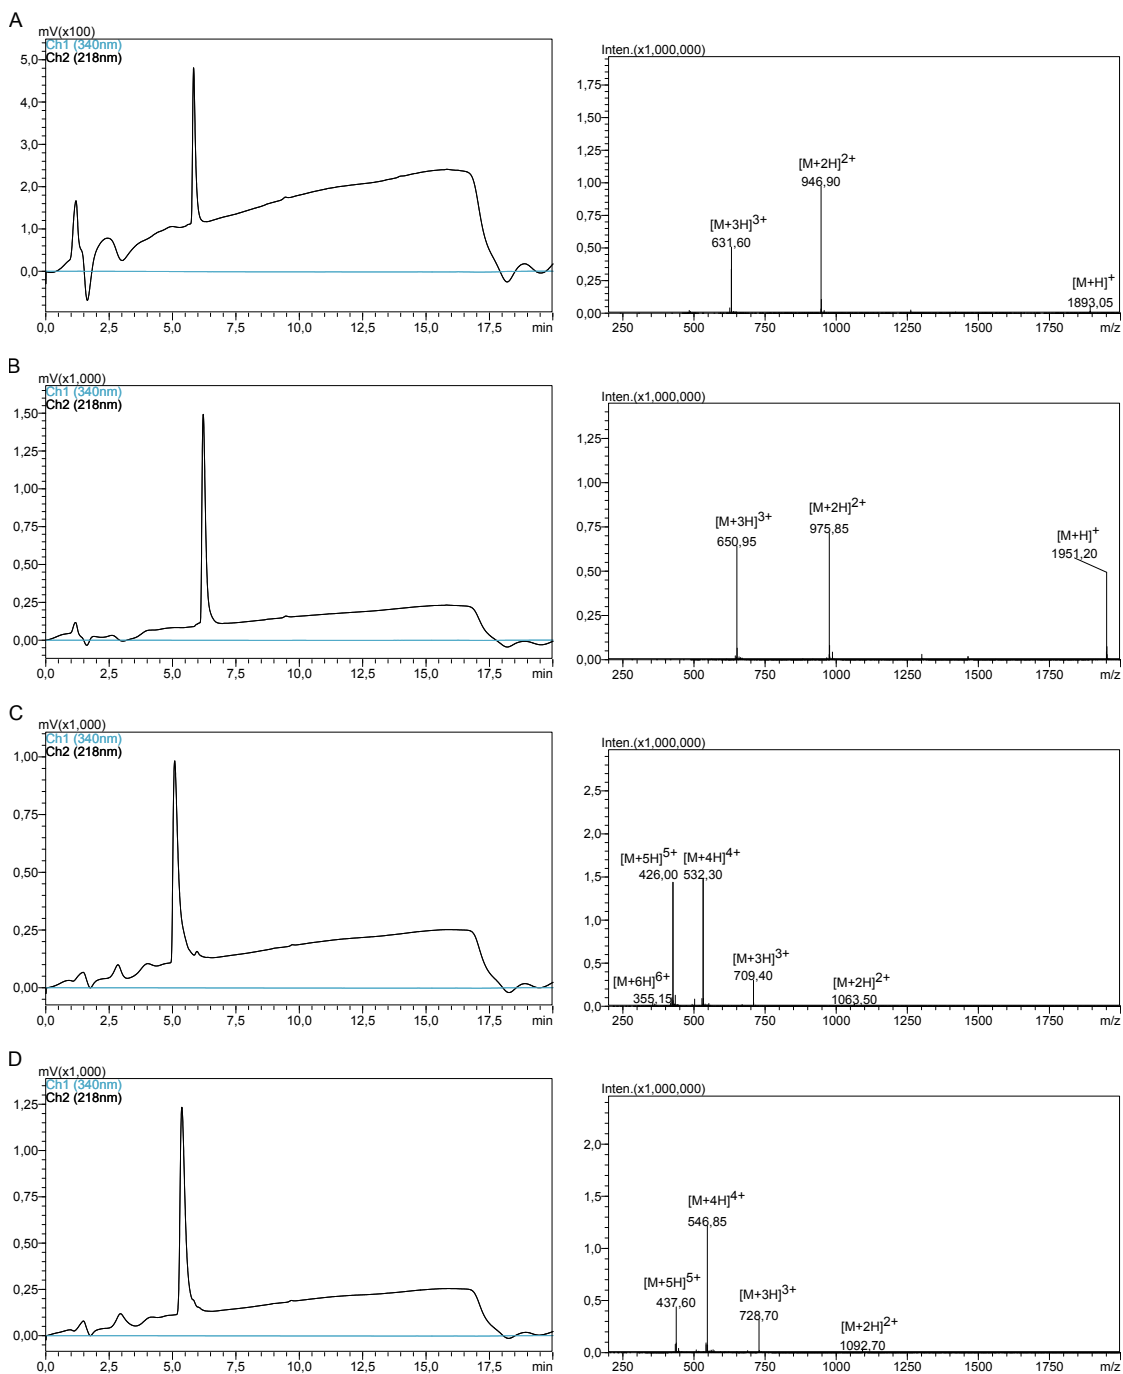 A
mV(x100)
Ch1 (340nm)
Ch2 (218nm)
5,0
4,0
3,0
2,0
1,0
0,0
0,0 2,5 5,0 7,5 10,0 12,5 15,0 17,5 min
Inten.(x1,000,000)
1,75
1,50
1,25
1,00
0,75
0,50
0,25
0,00
[M+2H]2+
946,90
[M+3H]3+
631,60
[M+H]+
1893,05
250 500 750 1000 1250 1500 1750 m/z
B
mV(x1,000)
Ch1 (340nm)
Ch2 (218nm)
1,50
1,25
1,00
0,75
0,50
0,25
0,00
0,0 2,5 5,0 7,5 10,0 12,5 15,0 17,5 min
Inten.(x1,000,000)
1,25
1,00
0,75
0,50
0,25
0,00
[M+3H]3+
650,95
[M+2H]2+
975,85
[M+H]+
1951,20
250 500 750 1000 1250 1500 1750 m/z
C
mV(x1,000)
Ch1 (340nm)
Ch2 (218nm)
1,00
0,75
0,50
0,25
0,00
0,0 2,5 5,0 7,5 10,0 12,5 15,0 17,5 min
Inten.(x1,000,000)
2,5
2,0
1,5
1,0
0,5
0,0
[M+5H]5+ [M+4H]4+
426,00 532,30
[M+3H]3+
709,40
[M+6H]6+
355,15
[M+2H]2+
1063,50
250 500 750 1000 1250 1500 1750 m/z
D
mV(x1,000)
Ch1 (340nm)
Ch2 (218nm)
1,25
1,00
0,75
0,50
0,25
0,00
0,0 2,5 5,0 7,5 10,0 12,5 15,0 17,5 min
Inten.(x1,000,000)
2,0
1,5
1,0
0,5
0,0
[M+4H]4+
546,85
[M+5H]5+
437,60
[M+3H]3+
728,70
[M+2H]2+
1092,70
250 500 750 1000 1250 1500 1750 m/z